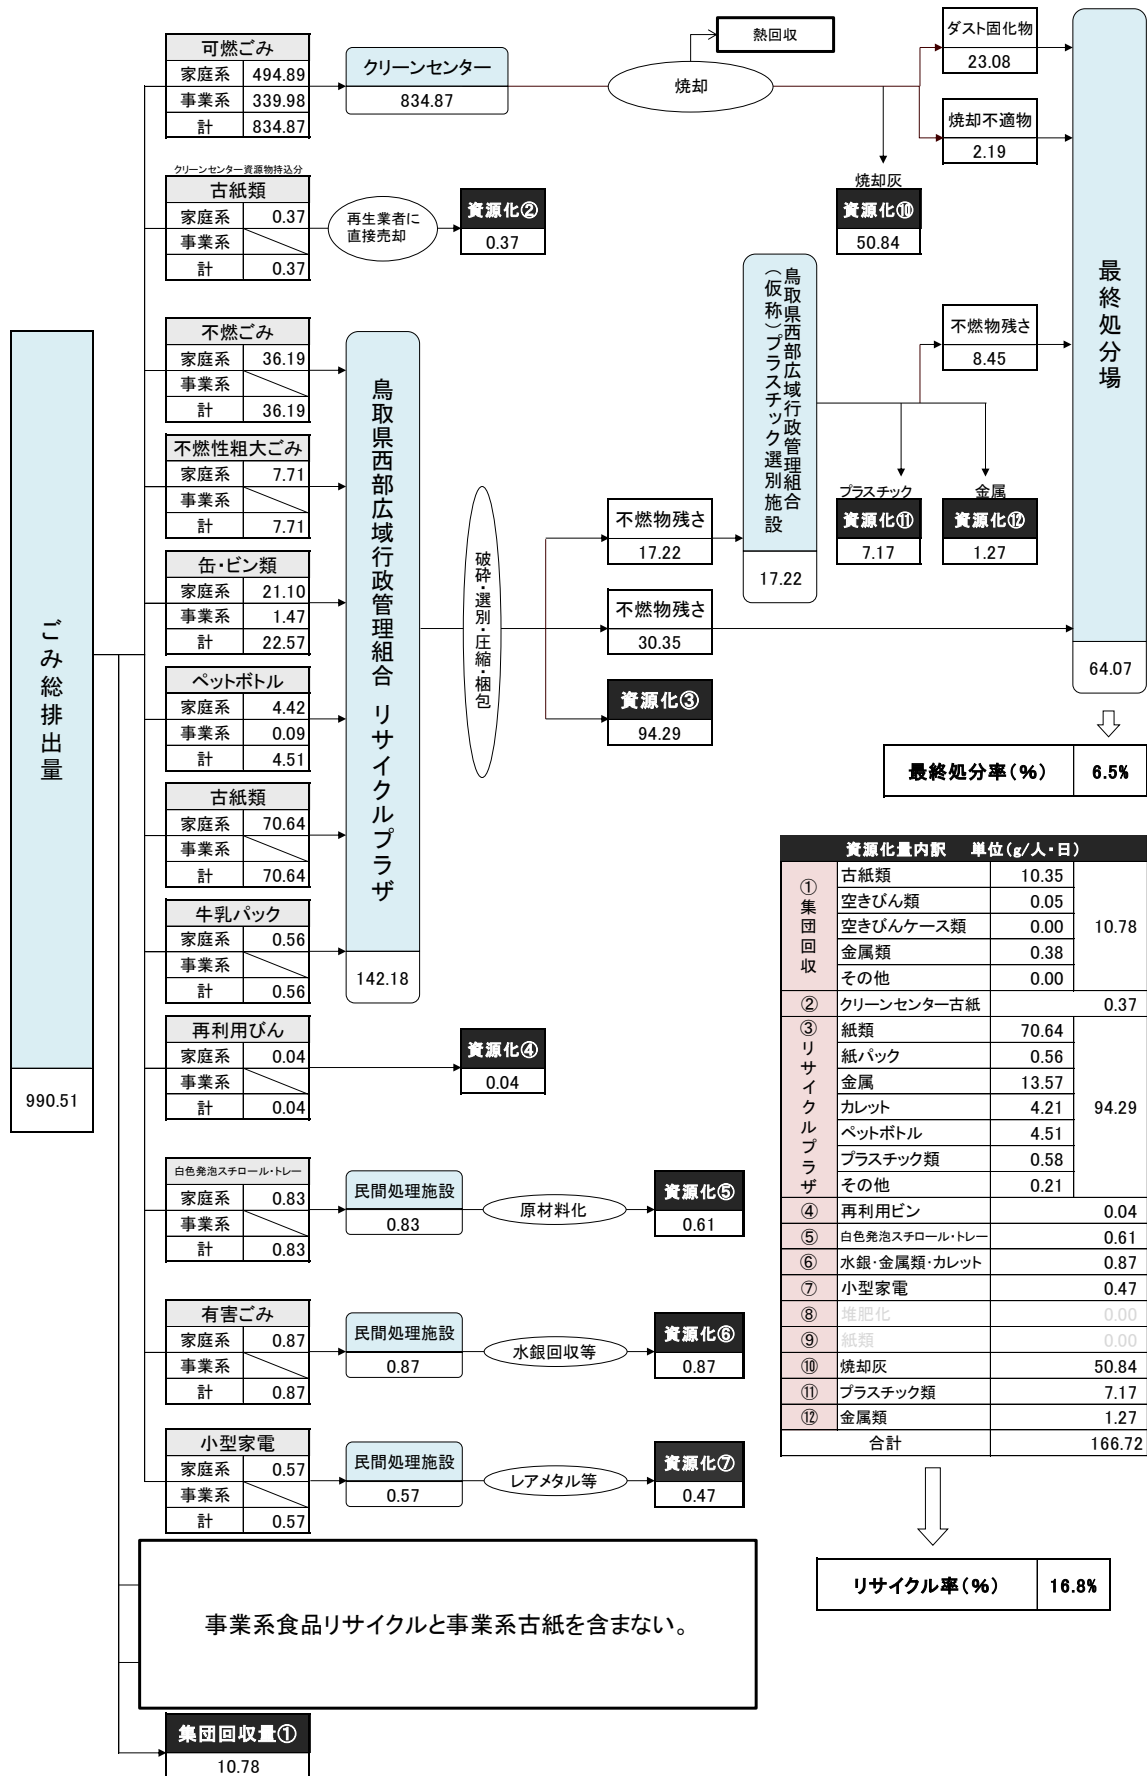 ごみ総排出量
990.51
可燃ごみ
家庭系 494.89
事業系 339.98
計 834.87
クリーンセンター
834.87
焼却
熱回収
ダスト固化物
23.08
焼却不適物
2.19
焼却灰
資源化⑩
50.84
最終処分場
64.07
最終処分率(%) 6.5%
クリーンセンター資源物持込分
古紙類
家庭系 0.37
事業系
計 0.37
再生業者に
直接売却
資源化②
0.37
不燃ごみ
家庭系 36.19
事業系
計 36.19
不燃性粗大ごみ
家庭系 7.71
事業系
計 7.71
缶・ビン類
家庭系 21.10
事業系 1.47
計 22.57
ペットボトル
家庭系 4.42
事業系 0.09
計 4.51
古紙類
家庭系 70.64
事業系
計 70.64
牛乳パック
家庭系 0.56
事業系
計 0.56
鳥取県西部広域行政管理組合 リサイクルプラザ
142.18
破砕・選別・圧縮・梱包
不燃物残さ
17.22
不燃物残さ
30.35
資源化③
94.29
鳥取県西部広域行政管理組合
(仮称)プラスチック選別施設
17.22
不燃物残さ
8.45
プラスチック
資源化⑪
7.17
金属
資源化⑫
1.27
再利用びん
家庭系 0.04
事業系
計 0.04
資源化④
0.04
白色発泡スチロール・トレー
家庭系 0.83
事業系
計 0.83
民間処理施設
0.83
原材料化
資源化⑤
0.61
有害ごみ
家庭系 0.87
事業系
計 0.87
民間処理施設
0.87
水銀回収等
資源化⑥
0.87
小型家電
家庭系 0.57
事業系
計 0.57
民間処理施設
0.57
レアメタル等
資源化⑦
0.47
事業系食品リサイクルと事業系古紙を含まない。
集団回収量①
10.78
資源化量内訳 単位(g/人・日)
①集団回収
古紙類 10.35
空きびん類 0.05
空きびんケース類 0.00
金属類 0.38
その他 0.00
10.78
② クリーンセンター古紙 0.37
③リサイクルプラザ
紙類 70.64
紙パック 0.56
金属 13.57
カレット 4.21
ペットボトル 4.51
プラスチック類 0.58
その他 0.21
94.29
④ 再利用ビン 0.04
⑤ 白色発泡スチロール・トレー 0.61
⑥ 水銀・金属類・カレット 0.87
⑦ 小型家電 0.47
⑧ 堆肥化 0.00
⑨ 紙類 0.00
⑩ 焼却灰 50.84
⑪ プラスチック類 7.17
⑫ 金属類 1.27
合計 166.72
リサイクル率(%) 16.8%